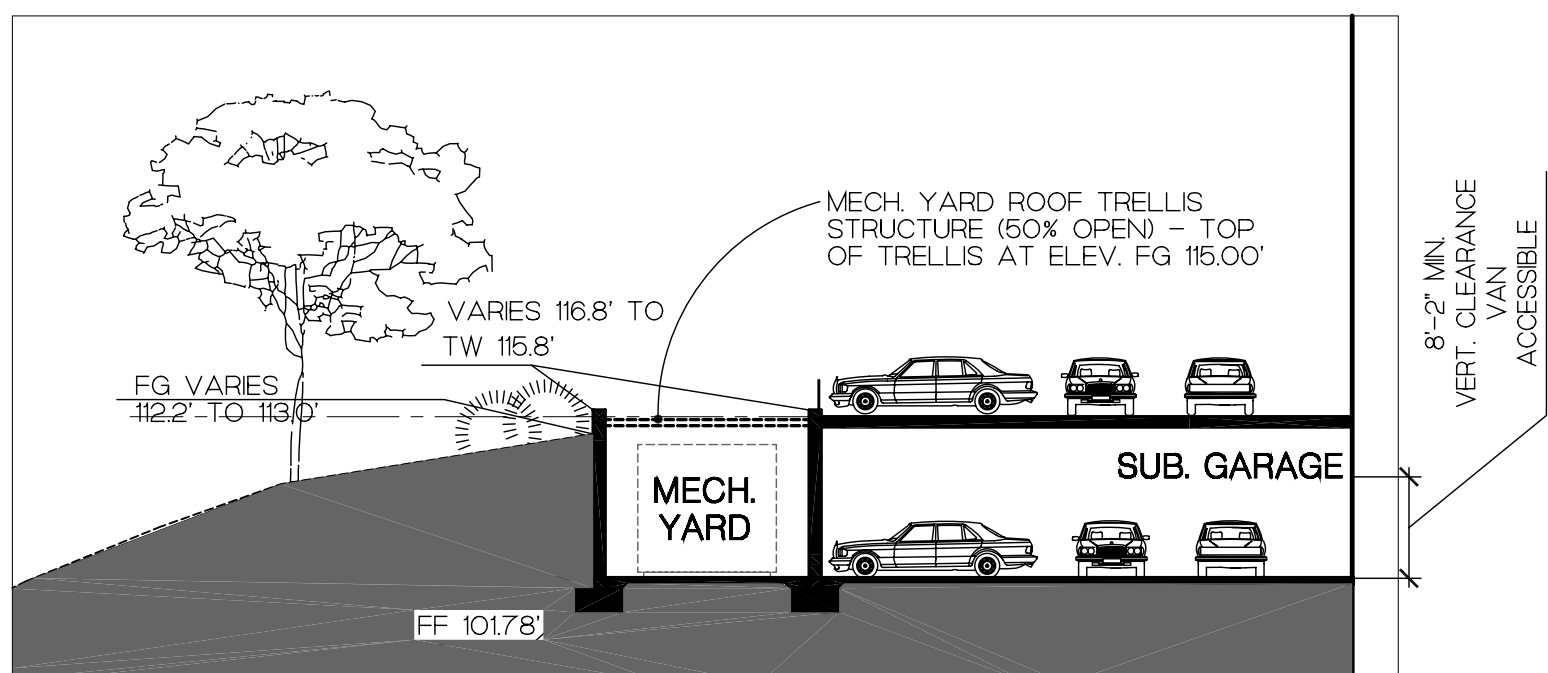 MECH. YARD ROOF TRELLIS
STRUCTURE (50% OPEN) - TOP
OF TRELLIS AT ELEV. FG 115.00'
VARIES 116.8' TO
TW 115.8'
FG VARIES
112.2' TO 113.0'
8'-2" MIN.
VERT. CLEARANCE
VAN
ACCESSIBLE
SUB. GARAGE
MECH.
YARD
FF 101.78'